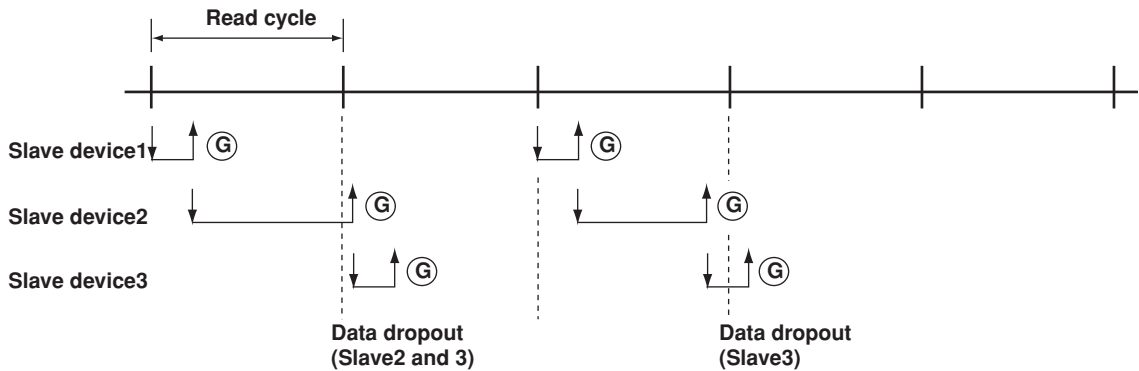 Read cycle
Slave device1 G G
Slave device2 G G
Slave device3 G G
Data dropout
(Slave2 and 3)
Data dropout
(Slave3)